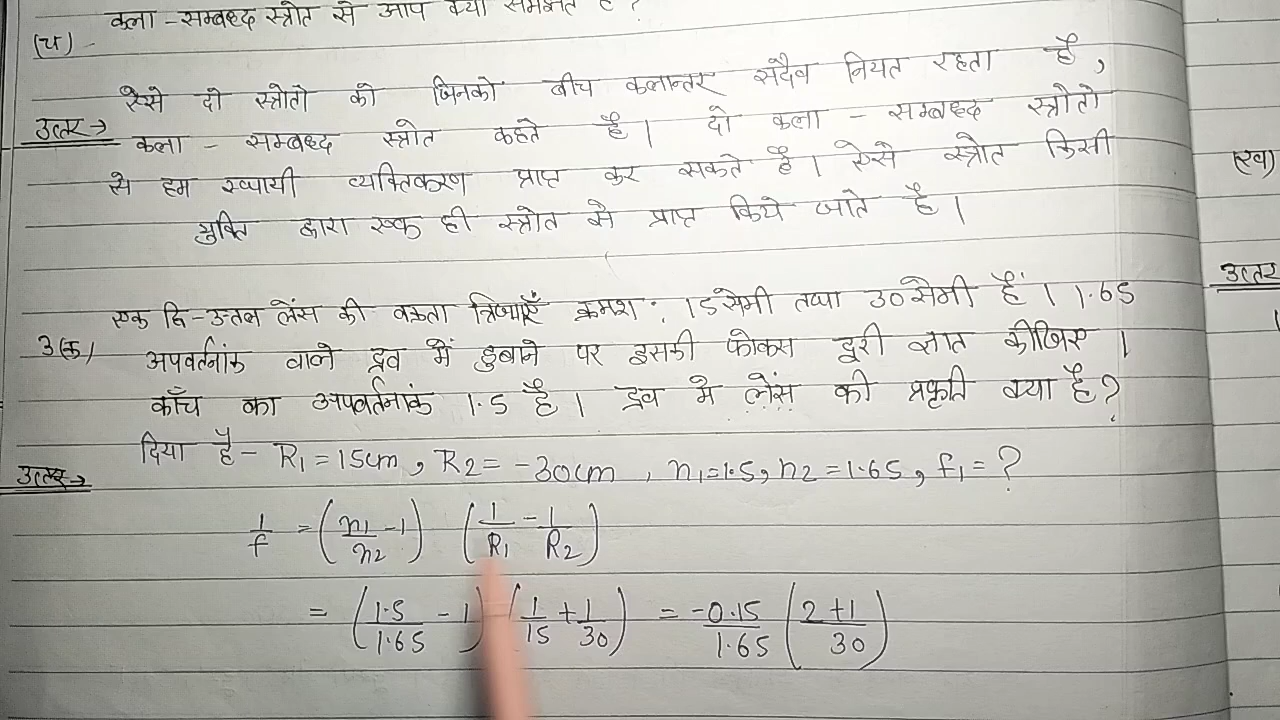 कला - सम्बध्द स्त्रोत से आप क्या समझते है ?
(च)
ऐसे दो स्त्रोतो को जिनको बीच कलान्तर सदैव नियत रहता है,
उत्तर → कला - सम्बध्द स्त्रोत कहते है। दो कला - सम्बध्द स्त्रोतो
से हम स्थायी व्यक्तिकरण प्राप्त कर सकते है। ऐसे स्त्रोत किसी
(ख)
युक्ति द्वारा एक ही स्त्रोत से प्राप्त किये जाते है।
उत्तर
एक द्वि-उत्तल लेंस की वक्रता त्रिज्याएँ क्रमश: 15 सेमी तथा 30 सेमी हैं। 1.65
3(क) अपवर्तनांक वाले द्रव में डुबाने पर इसकी फोकस दूरी ज्ञात कीजिए।
काँच का अपवर्तनांक 1.5 है। द्रव मे लेंस की प्रकृती क्या है?
उत्तर → दिया है - R₁ = 15cm, R₂ = -30cm, n₁=1.5, n₂ = 1.65, f₁ = ?
1/f = (n₁/n₂ - 1) (1/R₁ - 1/R₂)
= (1.5/1.65 - 1) (1/15 + 1/30) = -0.15/1.65 (2+1/30)